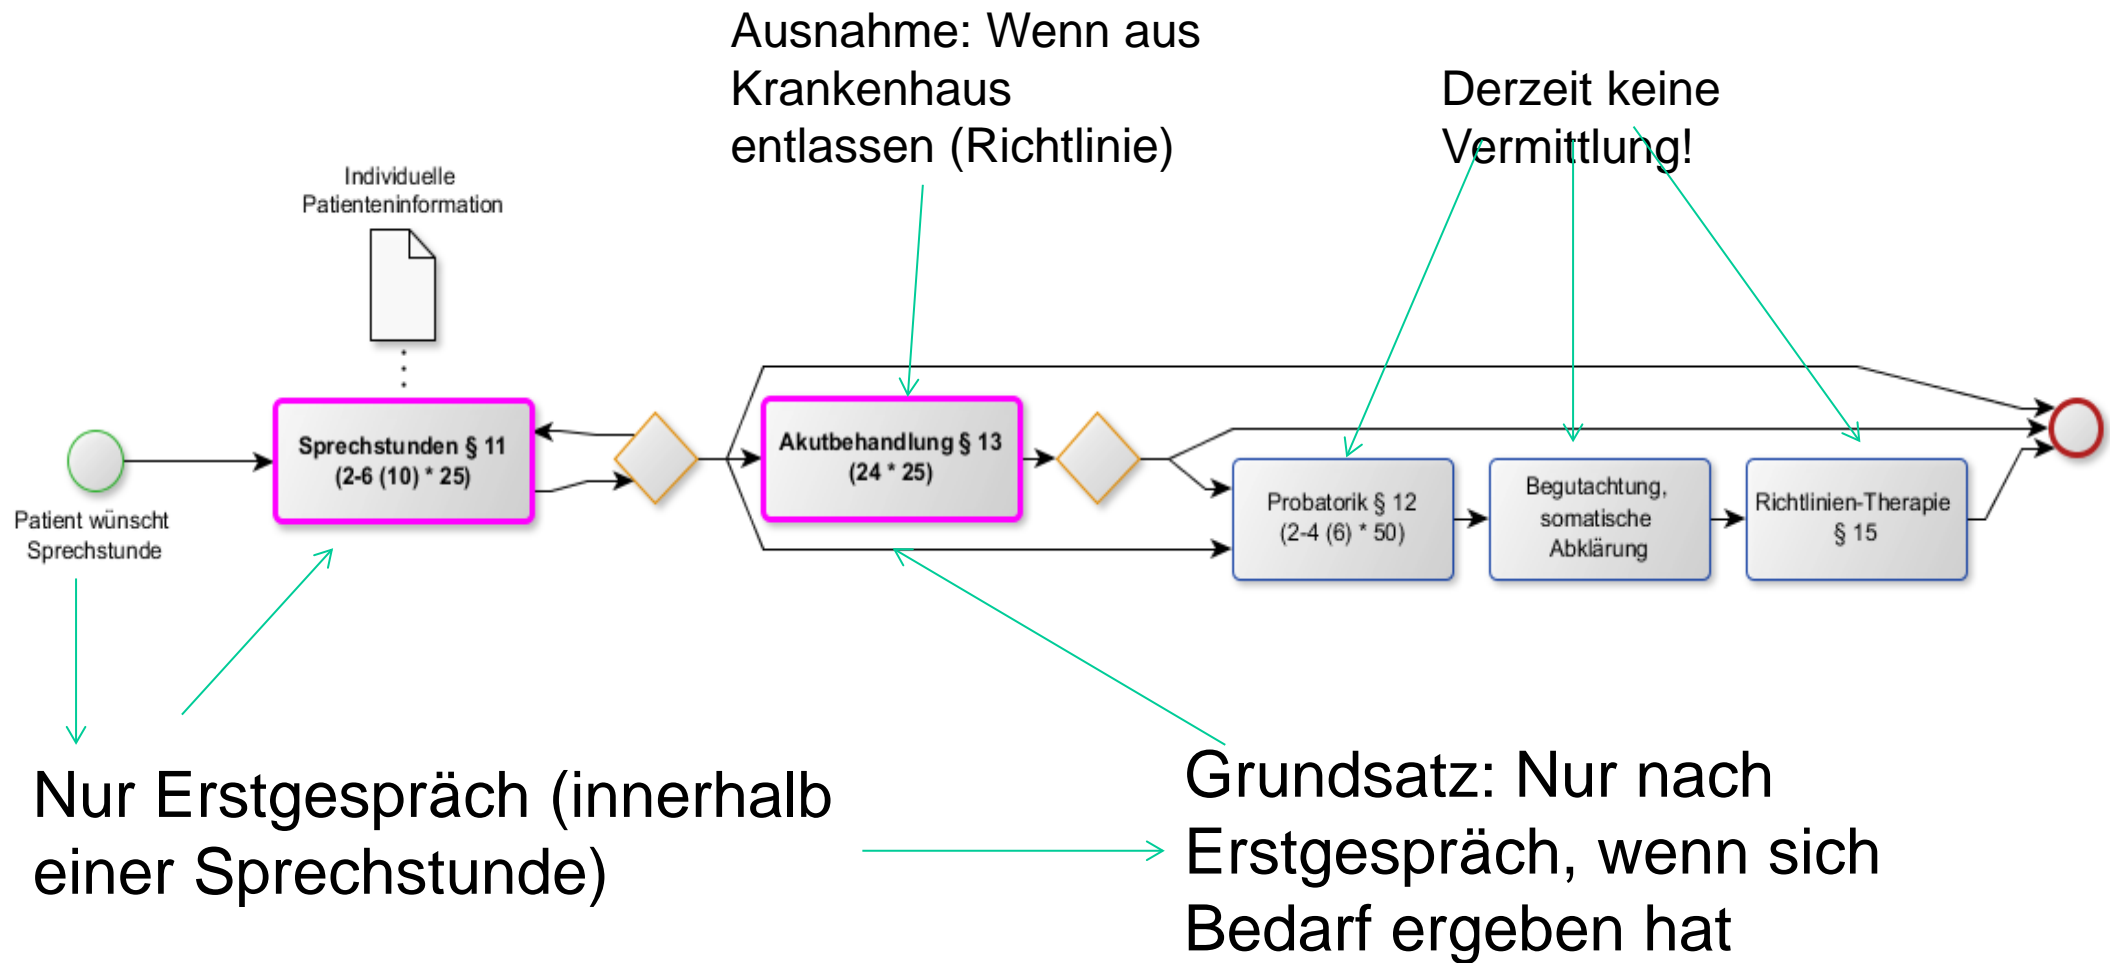 Ausnahme: Wenn aus
Krankenhaus
entlassen (Richtlinie)
Derzeit keine
Vermittlung!
Individuelle
Patienteninformation
Patient wünscht
Sprechstunde
Sprechstunden § 11
(2-6 (10) * 25)
Akutbehandlung § 13
(24 * 25)
Probatorik § 12
(2-4 (6) * 50)
Begutachtung,
somatische
Abklärung
Richtlinien-Therapie
§ 15
Nur Erstgespräch (innerhalb
einer Sprechstunde)
Grundsatz: Nur nach
Erstgespräch, wenn sich
Bedarf ergeben hat